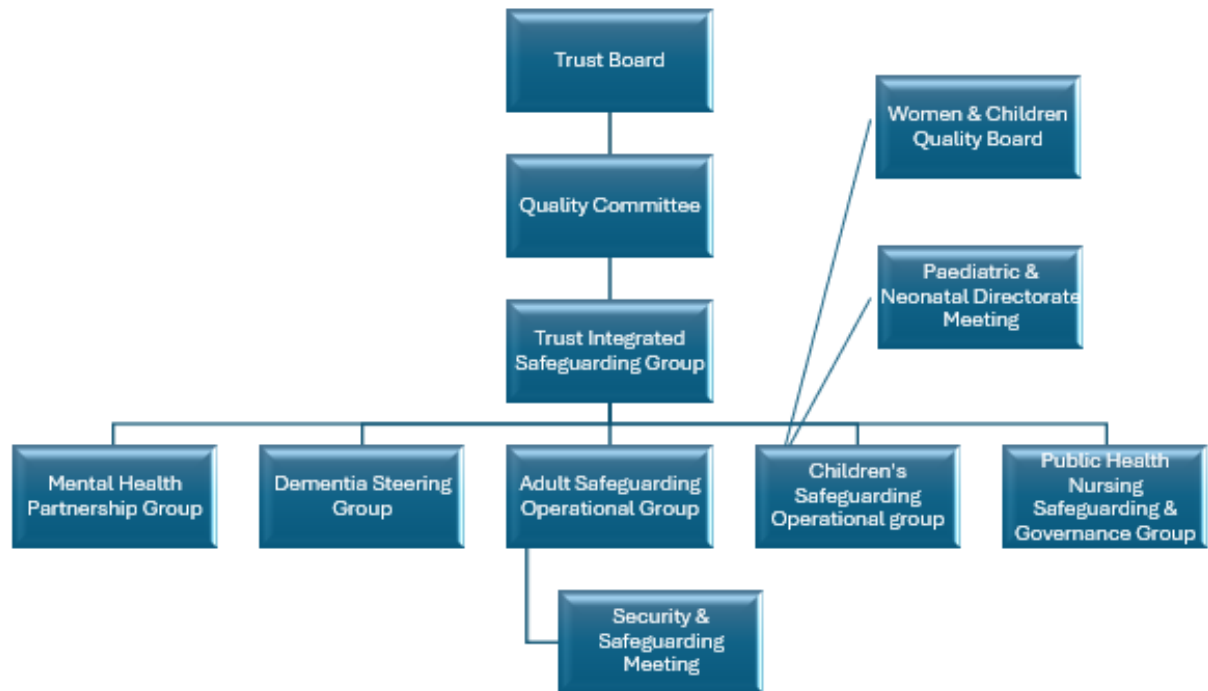 Trust Board
Women & Children
Quality Board
Quality Committee
Paediatric &
Neonatal Directorate
Meeting
Trust Integrated
Safeguarding Group
Mental Health
Partnership Group
Dementia Steering
Group
Adult Safeguarding
Operational Group
Children's
Safeguarding
Operational group
Public Health
Nursing
Safeguarding &
Governance Group
Security &
Safeguarding
Meeting